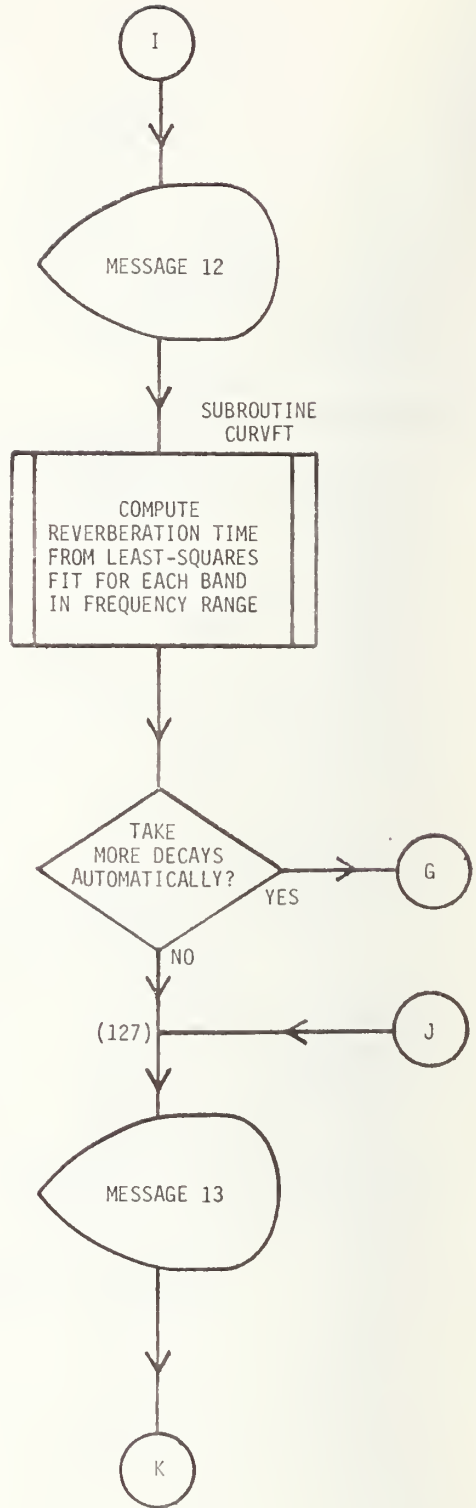 I
MESSAGE 12
SUBROUTINE
CURVFT
COMPUTE
REVERBERATION TIME
FROM LEAST-SQUARES
FIT FOR EACH BAND
IN FREQUENCY RANGE
TAKE
MORE DECAYS
AUTOMATICALLY?
YES
G
NO
(127)
J
MESSAGE 13
K